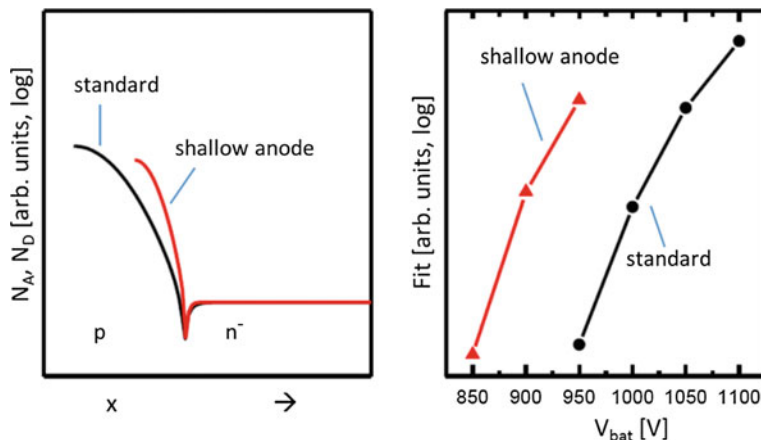 N_A, N_D [arb. units, log]
standard
shallow anode
p
n⁻
x →
Fit [arb. units, log]
shallow anode
standard
850 900 950 1000 1050 1100
V_bat [V]